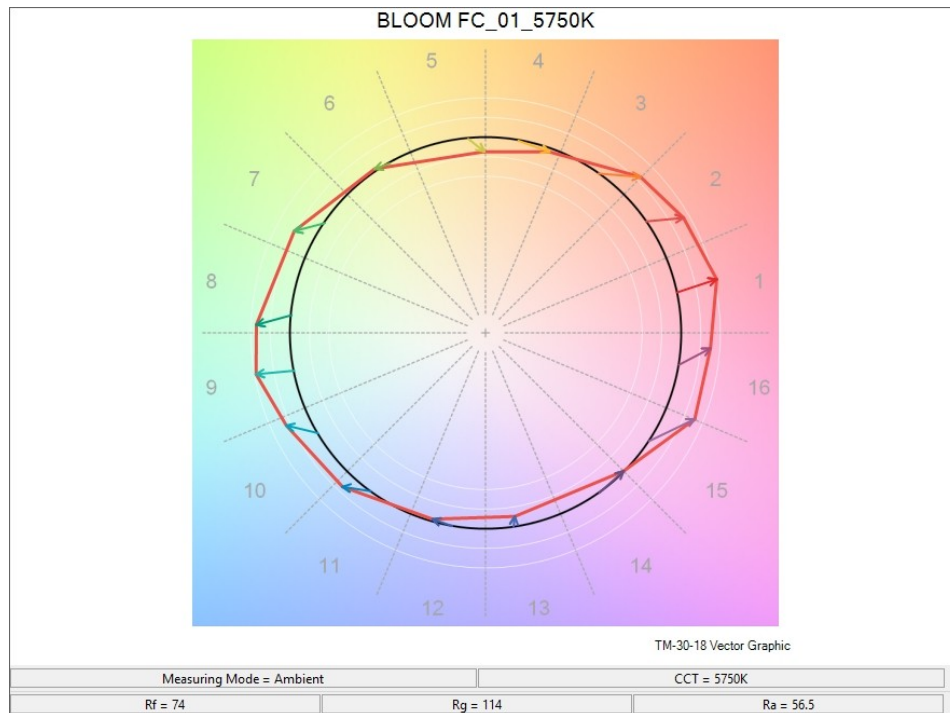 BLOOM FC_01_5750K
5 4
6 3
7 2
8 1
9 16
10 15
11 14
12 13
TM-30-18 Vector Graphic
Measuring Mode = Ambient CCT = 5750K
Rf = 74 Rg = 114 Ra = 56.5